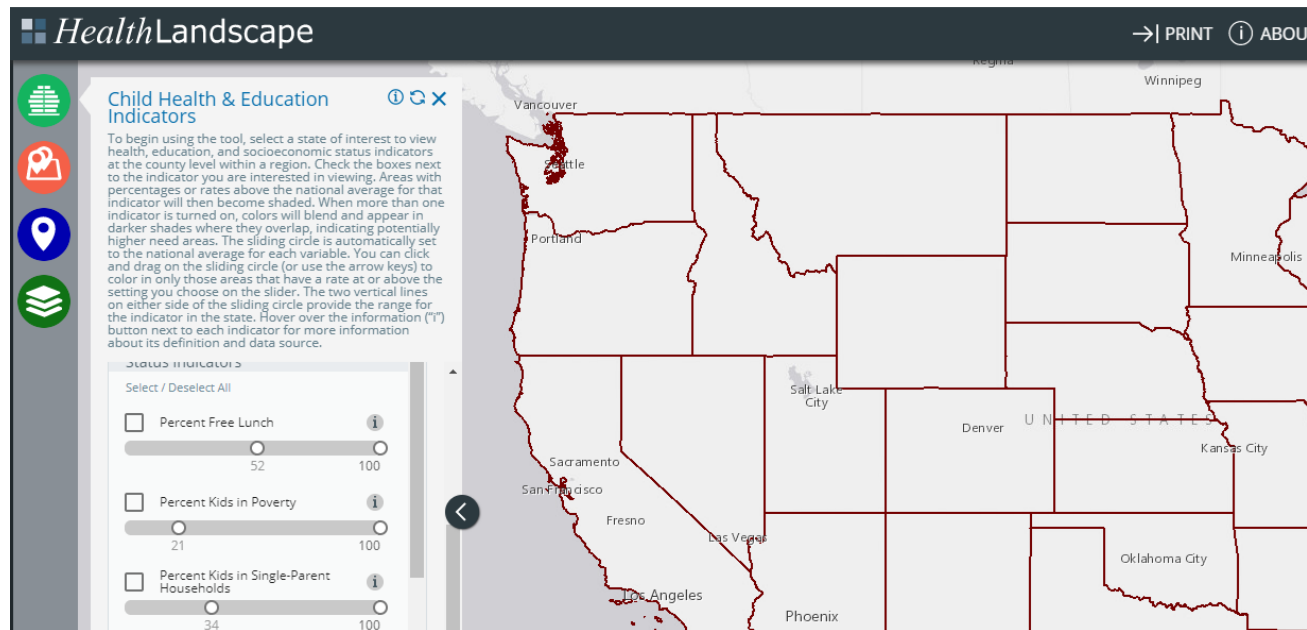 HealthLandscape
PRINT
ABOU
Child Health & Education
Indicators
To begin using the tool, select a state of interest to view
health, education, and socioeconomic status indicators
at the county level within a region. Check the boxes next
to the indicator you are interested in viewing. Areas with
percentages or rates above the national average for that
indicator will then become shaded. When more than one
indicator is turned on, colors will blend and appear in
darker shades where they overlap, indicating potentially
higher need areas. The sliding circle is automatically set
to the national average for each variable. You can click
and drag on the sliding circle (or use the arrow keys) to
color in only those areas that have a rate at or above the
setting you choose on the slider. The two vertical lines
on either side of the sliding circle provide the range for
the indicator in the state. Hover over the information ("i")
button next to each indicator for more information
about its definition and data source.
Status Indicators
Select / Deselect All
Percent Free Lunch
52 100
Percent Kids in Poverty
21 100
Percent Kids in Single-Parent
Households
34 100
Regina
Winnipeg
Vancouver
Seattle
Portland
Minneapolis
Salt Lake
City
UNITED STATES
Denver
Kansas City
Sacramento
San Francisco
Fresno
Las Vegas
Oklahoma City
Los Angeles
Phoenix